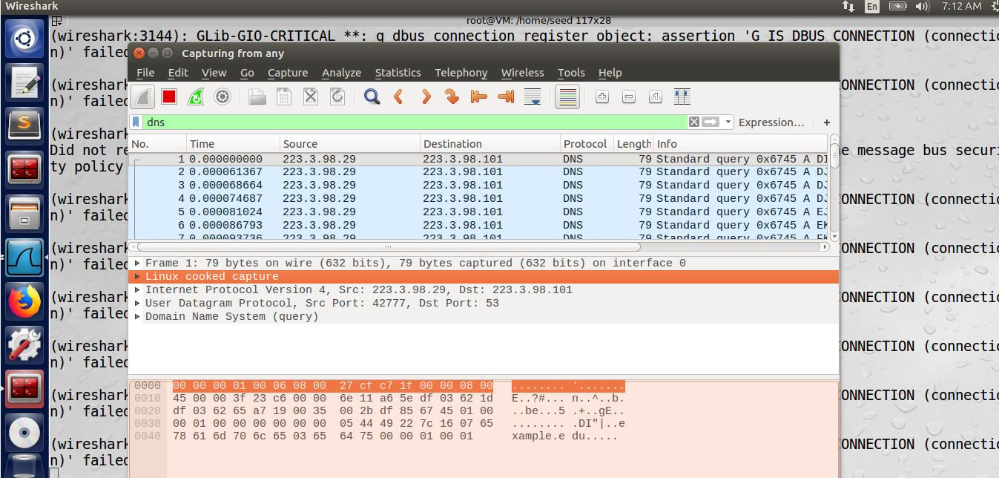 Wireshark En 7:12 AM
root@VM: /home/seed 117x28
(wireshark:3144): GLib-GIO-CRITICAL **: g dbus connection register object: assertion 'G IS DBUS CONNECTION (connectio
n)' failed
Capturing from any
File Edit View Go Capture Analyze Statistics Telephony Wireless Tools Help
(wireshark ONNECTION (connectio
n)' failed
dns Expression... +
(wireshark
No. Time Source Destination Protocol Length Info
Did not re e message bus securi
ty policy
1 0.000000000 223.3.98.29 223.3.98.101 DNS 79 Standard query 0x6745 A DI
2 0.000061367 223.3.98.29 223.3.98.101 DNS 79 Standard query 0x6745 A DJ
3 0.000068664 223.3.98.29 223.3.98.101 DNS 79 Standard query 0x6745 A DJ
4 0.000074687 223.3.98.29 223.3.98.101 DNS 79 Standard query 0x6745 A DJ
5 0.000081024 223.3.98.29 223.3.98.101 DNS 79 Standard query 0x6745 A EJ
6 0.000086793 223.3.98.29 223.3.98.101 DNS 79 Standard query 0x6745 A EK
7 0.000093736 223.3.98.29 223.3.98.101 DNS 79 Standard query 0x6745 A FK
(wireshark ONNECTION (connectio
n)' failed
(wireshark ONNECTION (connectio
n)' failed
Frame 1: 79 bytes on wire (632 bits), 79 bytes captured (632 bits) on interface 0
Linux cooked capture
Internet Protocol Version 4, Src: 223.3.98.29, Dst: 223.3.98.101
User Datagram Protocol, Src Port: 42777, Dst Port: 53
Domain Name System (query)
(wireshark ONNECTION (connectio
n)' failed
(wireshark ONNECTION (connectio
n)' failed
0000 00 00 00 01 00 06 08 00 27 cf c7 1f 00 00 08 00 ........ '.......
0010 45 00 00 3f 23 c6 00 00 6e 11 a6 5e df 03 62 1d E..?#... n..^..b.
0020 df 03 62 65 a7 19 00 35 00 2b df 85 67 45 01 00 ..be...5 .+..gE..
0030 00 01 00 00 00 00 00 00 05 44 49 22 7c 16 07 65 ........ .DI"|..e
0040 78 61 6d 70 6c 65 03 65 64 75 00 00 01 00 01 xample.e du.....
(wireshark ONNECTION (connectio
n)' failed
(wireshark ONNECTION (connectio
n)' failed